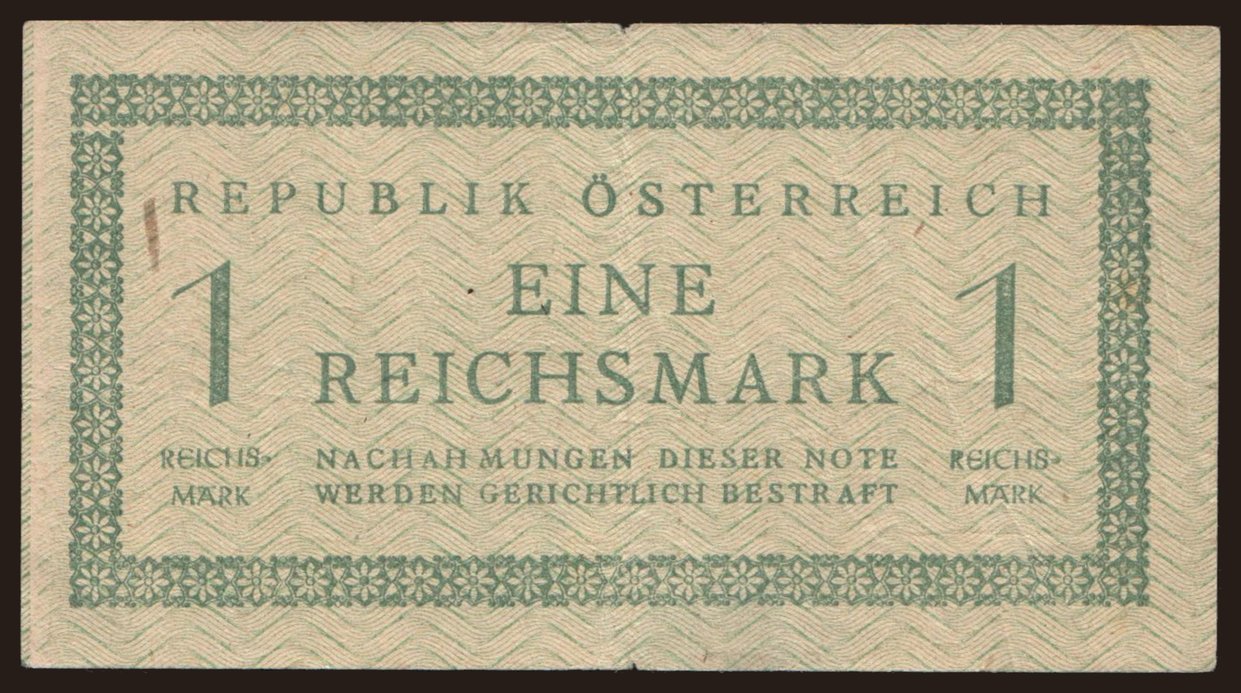 REPUBLIK ÖSTERREICH
1 1
EINE
REICHSMARK
REICHS-
MARK
NACHAHMUNGEN DIESER NOTE
WERDEN GERICHTLICH BESTRAFT
REICHS-
MARK